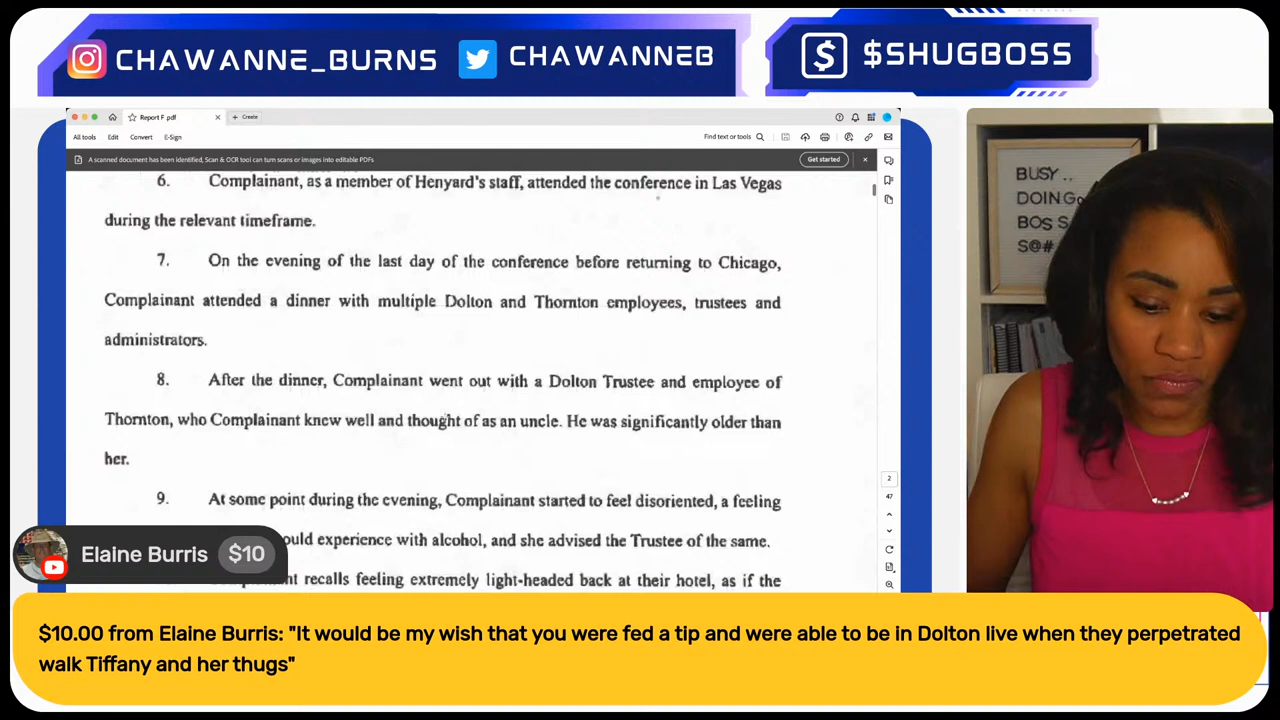 CHAWANNE_BURNS
CHAWANNEB
$SHUGBOSS
Report F.pdf
Create
All tools Edit Convert E-Sign
Find text or tools
A scanned document has been identified, Scan & OCR tool can turn scans or images into editable PDFs
Get started
6. Complainant, as a member of Henyard's staff, attended the conference in Las Vegas
during the relevant timeframe.
7. On the evening of the last day of the conference before returning to Chicago,
Complainant attended a dinner with multiple Dolton and Thornton employees, trustees and
administrators.
8. After the dinner, Complainant went out with a Dolton Trustee and employee of
Thornton, who Complainant knew well and thought of as an uncle. He was significantly older than
her.
9. At some point during the evening, Complainant started to feel disoriented, a feeling
ould experience with alcohol, and she advised the Trustee of the same.
recalls feeling extremely light-headed back at their hotel, as if the
2
47
BUSY ..
DOING
BOS S
S@#
Elaine Burris $10
$10.00 from Elaine Burris: "It would be my wish that you were fed a tip and were able to be in Dolton live when they perpetrated
walk Tiffany and her thugs"